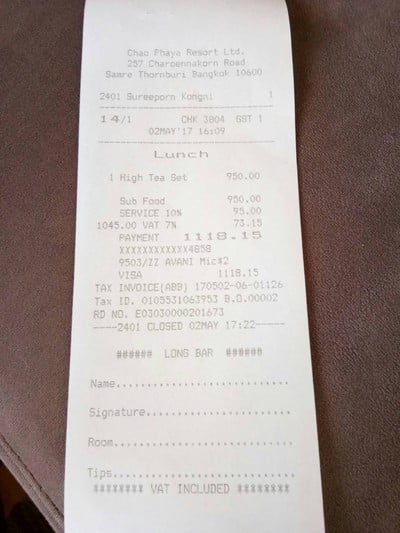 Chao Phaya Resort Ltd.
257 Charoennakorn Road
Samre Thornburi Bangkok 10600
2401 Sureeporn Kongni 1
14/1 CHK 3804 GST 1
02MAY'17 16:09
Lunch
1 High Tea Set 950.00
Sub Food 950.00
SERVICE 10% 95.00
1045.00 VAT 7% 73.15
PAYMENT 1118.15
XXXXXXXXXXXX4858
9503/22 AVANI Mic#2
VISA 1118.15
TAX INVOICE(ABB) 170502-06-01126
Tax ID. 0105531063953 B.O.00002
RD NO. E03030000201673
----2401 CLOSED 02MAY 17:22-----
###### LONG BAR ######
Name............................
Signature.......................
Room............................
Tips............................
******** VAT INCLUDED ********